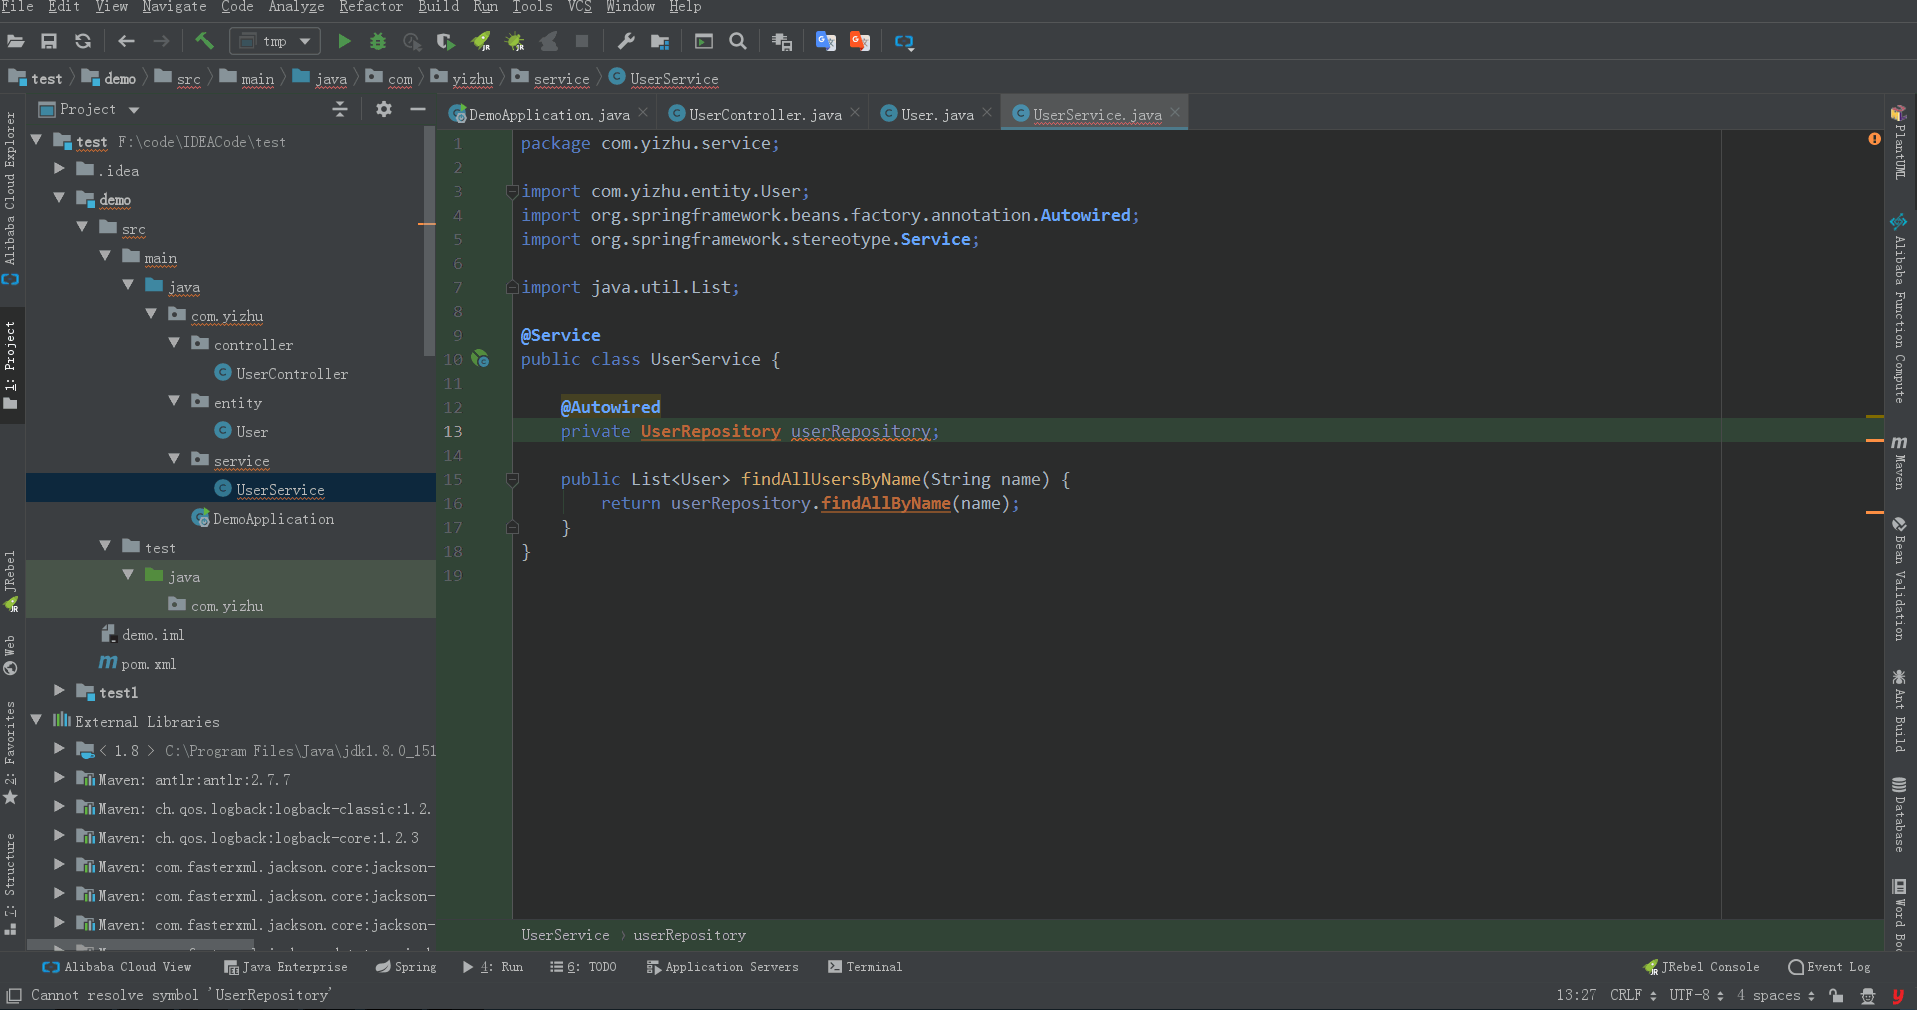 File Edit View Navigate Code Analyze Refactor Build Run Tools VCS Window Help
tmp
test demo src main java com yizhu service UserService
Project
DemoApplication.java UserController.java User.java UserService.java
test F:\code\IDEACode\test
.idea
demo
src
main
java
com.yizhu
controller
UserController
entity
User
service
UserService
DemoApplication
test
java
com.yizhu
demo.iml
pom.xml
test1
External Libraries
< 1.8 > C:\Program Files\Java\jdk1.8.0_151
Maven: antlr:antlr:2.7.7
Maven: ch.qos.logback:logback-classic:1.2.
Maven: ch.qos.logback:logback-core:1.2.3
Maven: com.fasterxml.jackson.core:jackson-
Maven: com.fasterxml.jackson.core:jackson-
Maven: com.fasterxml.jackson.core:jackson-
1 package com.yizhu.service;
2
3 import com.yizhu.entity.User;
4 import org.springframework.beans.factory.annotation.Autowired;
5 import org.springframework.stereotype.Service;
6
7 import java.util.List;
8
9 @Service
10 public class UserService {
11
12 @Autowired
13 private UserRepository userRepository;
14
15 public List<User> findAllUsersByName(String name) {
16 return userRepository.findAllByName(name);
17 }
18 }
19
UserService › userRepository
Alibaba Cloud Explorer
1: Project
JRebel
Web
2: Favorites
7: Structure
PlantUML
Alibaba Function Compute
Maven
Bean Validation
Ant Build
Database
Word Boo
Alibaba Cloud View Java Enterprise Spring 4: Run 6: TODO Application Servers Terminal JRebel Console Event Log
Cannot resolve symbol 'UserRepository' 13:27 CRLF UTF-8 4 spaces